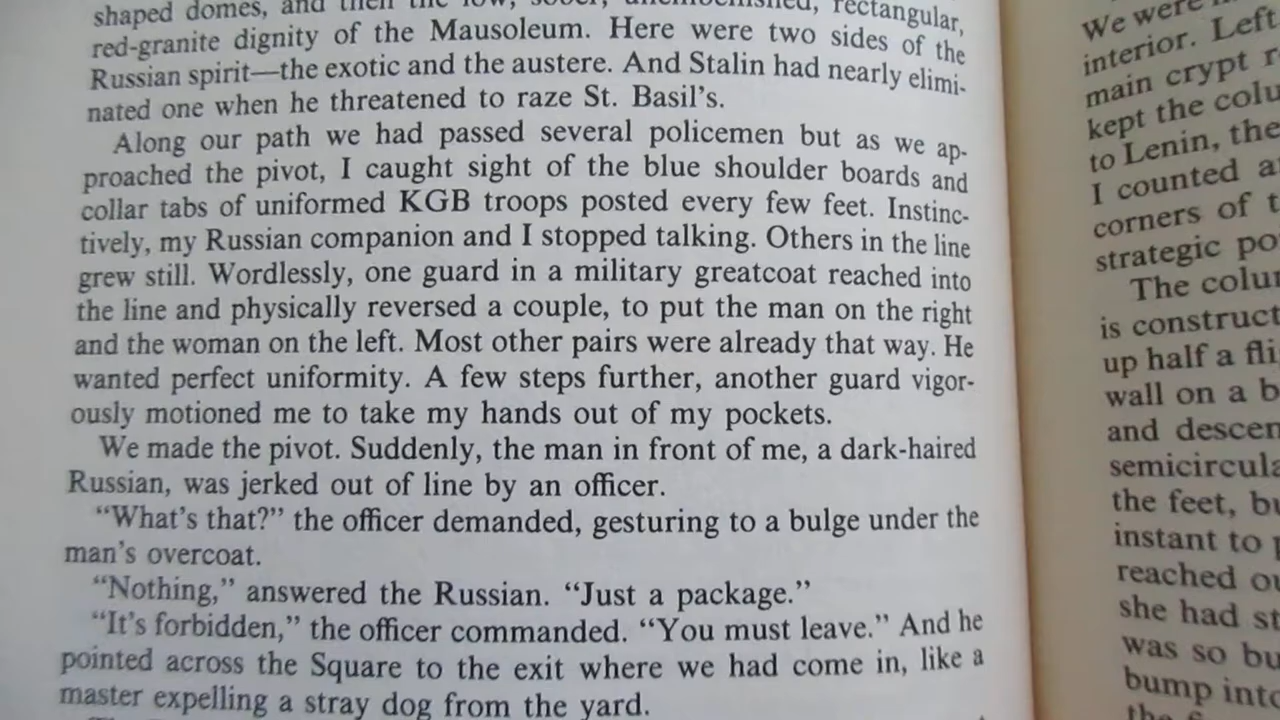 shaped domes, and then the low, sober, unembellished, rectangular,
red-granite dignity of the Mausoleum. Here were two sides of the
Russian spirit—the exotic and the austere. And Stalin had nearly elimi-
nated one when he threatened to raze St. Basil's.
Along our path we had passed several policemen but as we ap-
proached the pivot, I caught sight of the blue shoulder boards and
collar tabs of uniformed KGB troops posted every few feet. Instinc-
tively, my Russian companion and I stopped talking. Others in the line
grew still. Wordlessly, one guard in a military greatcoat reached into
the line and physically reversed a couple, to put the man on the right
and the woman on the left. Most other pairs were already that way. He
wanted perfect uniformity. A few steps further, another guard vigor-
ously motioned me to take my hands out of my pockets.
We made the pivot. Suddenly, the man in front of me, a dark-haired
Russian, was jerked out of line by an officer.
“What's that?” the officer demanded, gesturing to a bulge under the
man's overcoat.
“Nothing,” answered the Russian. “Just a package.”
“It's forbidden,” the officer commanded. “You must leave.” And he
pointed across the Square to the exit where we had come in, like a
master expelling a stray dog from the yard.
We were
interior. Left
main crypt
kept the
to Lenin, the
I counted
corners of
strategic
The
is
up half a
wall on a
and
the feet,
instant to
reached
she had
was so
bump